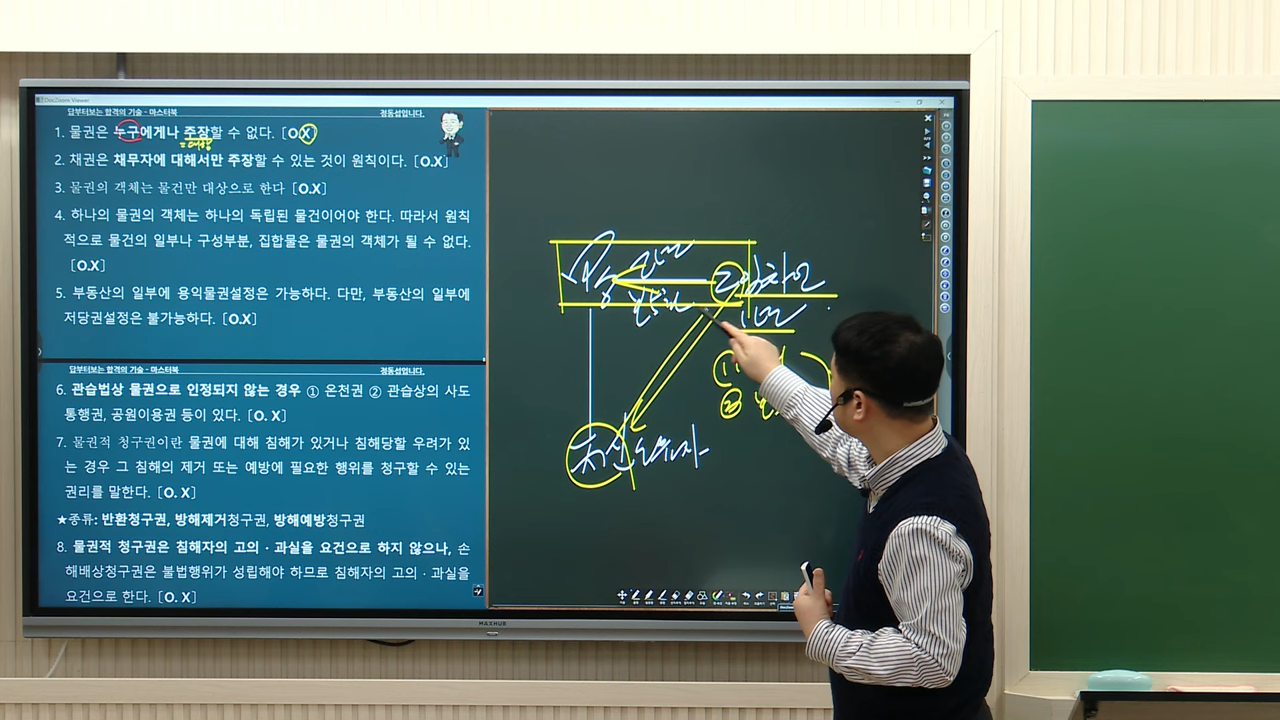 DocZoom Viewer
답부터보는 합격의 기술 - 마스터북
정동섭입니다.
1. 물권은 누구에게나 주장할 수 없다. [O.X]
=대항
2. 채권은 채무자에 대해서만 주장할 수 있는 것이 원칙이다. [O.X]
3. 물권의 객체는 물건만 대상으로 한다 [O.X]
4. 하나의 물권의 객체는 하나의 독립된 물건이어야 한다. 따라서 원칙
적으로 물건의 일부나 구성부분, 집합물은 물권의 객체가 될 수 없다.
[O.X]
5. 부동산의 일부에 용익물권설정은 가능하다. 다만, 부동산의 일부에
저당권설정은 불가능하다. [O.X]
답부터보는 합격의 기술 - 마스터북
정동섭입니다.
6. 관습법상 물권으로 인정되지 않는 경우 ① 온천권 ② 관습상의 사도
통행권, 공원이용권 등이 있다. [O. X]
7. 물권적 청구권이란 물권에 대해 침해가 있거나 침해당할 우려가 있
는 경우 그 침해의 제거 또는 예방에 필요한 행위를 청구할 수 있는
권리를 말한다. [O. X]
★종류: 반환청구권, 방해제거청구권, 방해예방청구권
8. 물권적 청구권은 침해자의 고의 · 과실을 요건으로 하지 않으나, 손
해배상청구권은 불법행위가 성립해야 하므로 침해자의 고의 · 과실을
요건으로 한다. [O. X]
임차인
MAXHUB